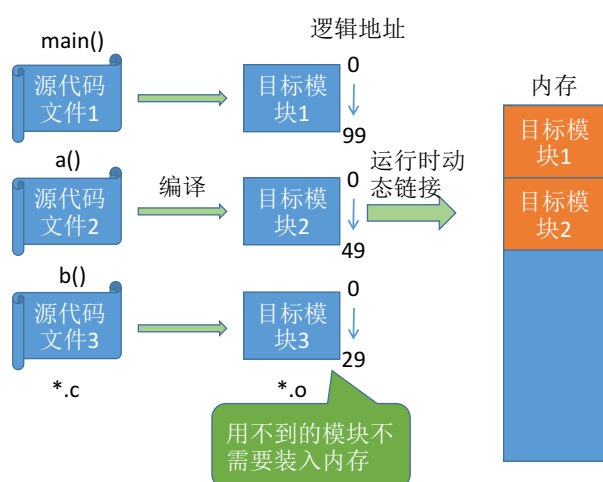 逻辑地址
main()
源代码
文件1
目标模
块1
0
99
内存
目标模
块1
目标模
块2
a()
源代码
文件2
编译
目标模
块2
0
49
运行时动
态链接
b()
源代码
文件3
目标模
块3
0
29
*.c
*.o
用不到的模块不
需要装入内存